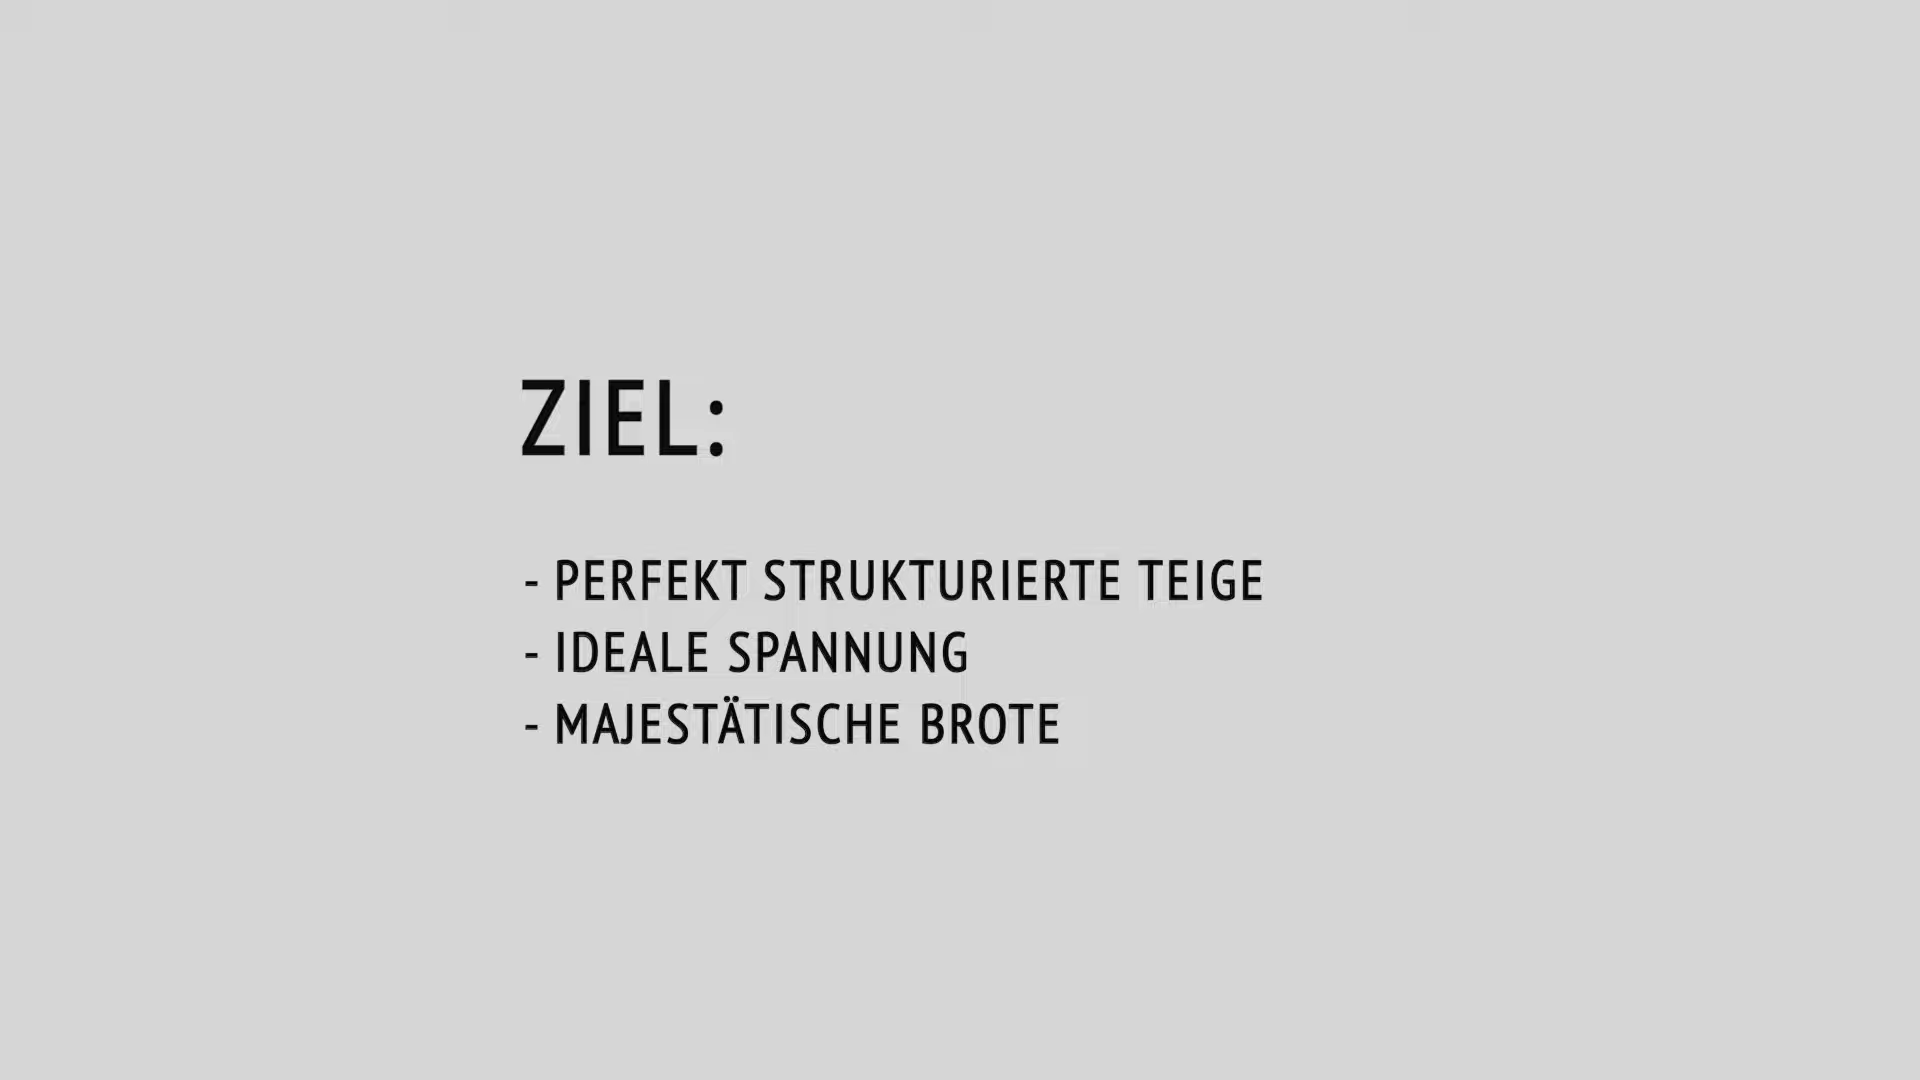 ZIEL:
- PERFEKT STRUKTURIERTE TEIGE
- IDEALE SPANNUNG
- MAJESTÄTISCHE BROTE